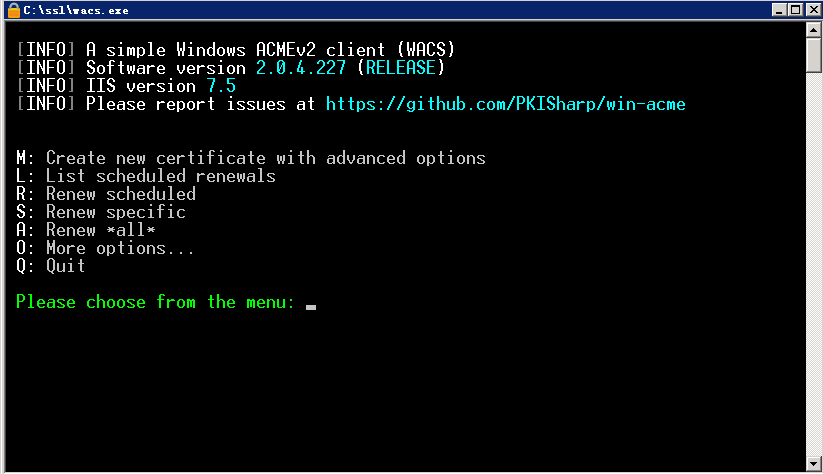 C:\ssl\wacs.exe
[INFO] A simple Windows ACMEv2 client (WACS)
[INFO] Software version 2.0.4.227 (RELEASE)
[INFO] IIS version 7.5
[INFO] Please report issues at https://github.com/PKISharp/win-acme
M: Create new certificate with advanced options
L: List scheduled renewals
R: Renew scheduled
S: Renew specific
A: Renew *all*
O: More options...
Q: Quit
Please choose from the menu: